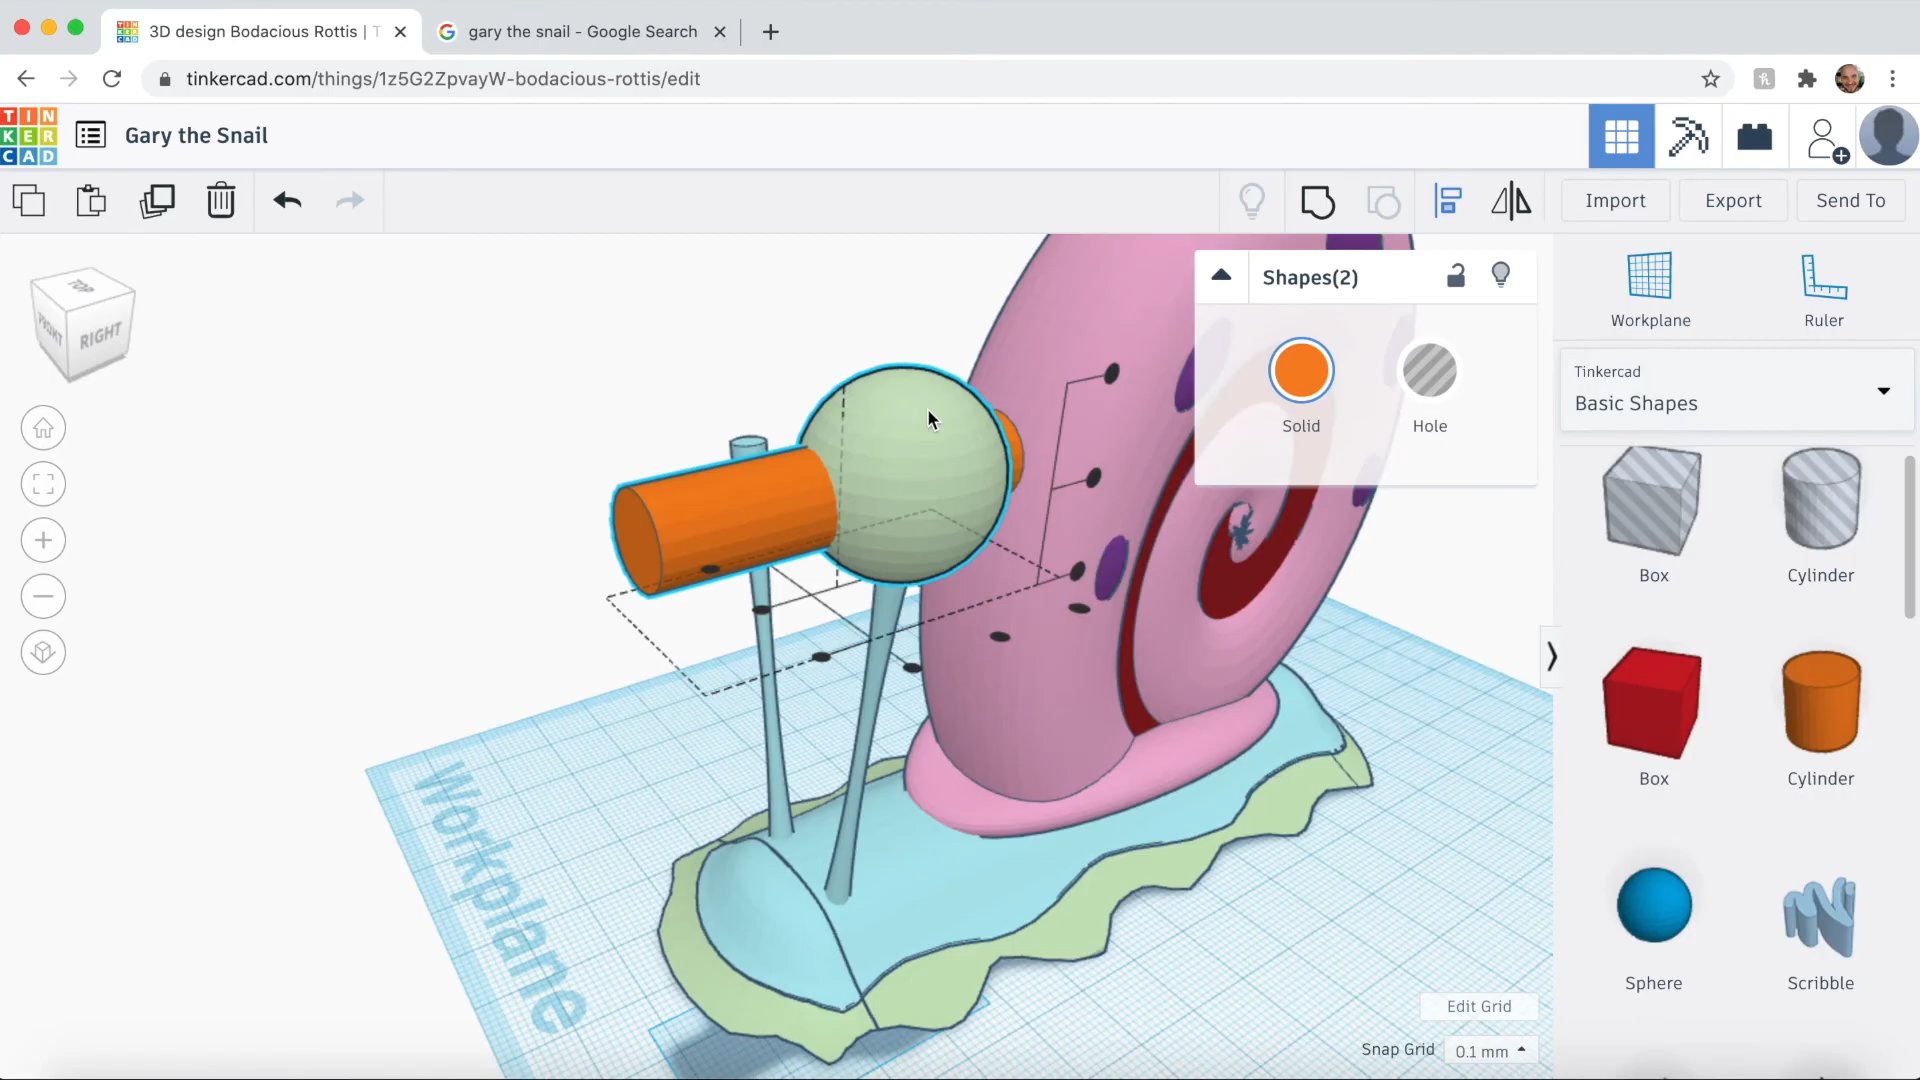 3D design Bodacious Rottis | T
gary the snail - Google Search
tinkercad.com/things/1z5G2ZpvayW-bodacious-rottis/edit
TIN
KER
CAD
Gary the Snail
Import
Export
Send To
TOP
FRONT
RIGHT
Shapes(2)
Solid
Hole
Workplane
Ruler
Tinkercad
Basic Shapes
Box
Cylinder
Box
Cylinder
Sphere
Scribble
Workplane
Edit Grid
Snap Grid
0.1 mm